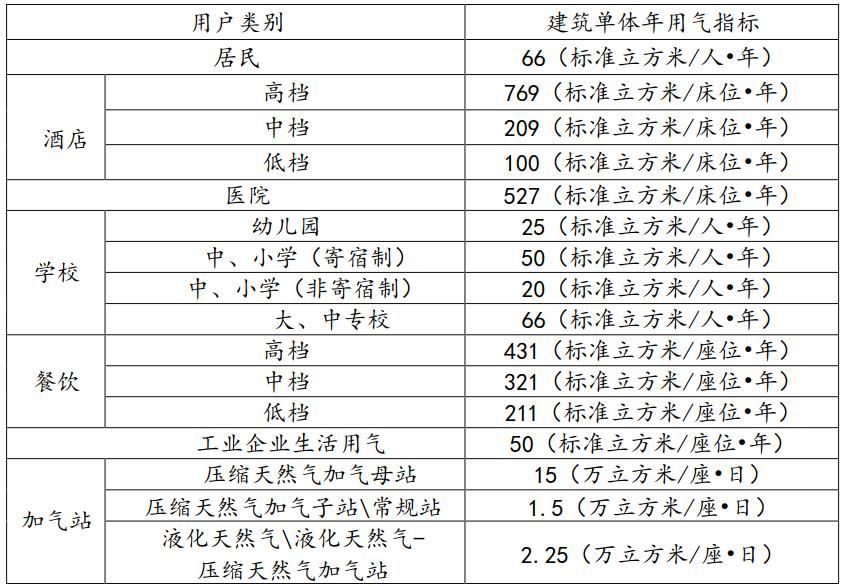 用户类别 建筑单体年用气指标
居民 66（标准立方米/人•年）
酒店 高档 769（标准立方米/床位•年）
中档 209（标准立方米/床位•年）
低档 100（标准立方米/床位•年）
医院 527（标准立方米/床位•年）
学校 幼儿园 25（标准立方米/人•年）
中、小学（寄宿制） 50（标准立方米/人•年）
中、小学（非寄宿制） 20（标准立方米/人•年）
大、中专校 66（标准立方米/人•年）
餐饮 高档 431（标准立方米/座位•年）
中档 321（标准立方米/座位•年）
低档 211（标准立方米/座位•年）
工业企业生活用气 50（标准立方米/座位•年）
加气站 压缩天然气加气母站 15（万立方米/座•日）
压缩天然气加气子站\常规站 1.5（万立方米/座•日）
液化天然气\液化天然气-
压缩天然气加气站 2.25（万立方米/座•日）